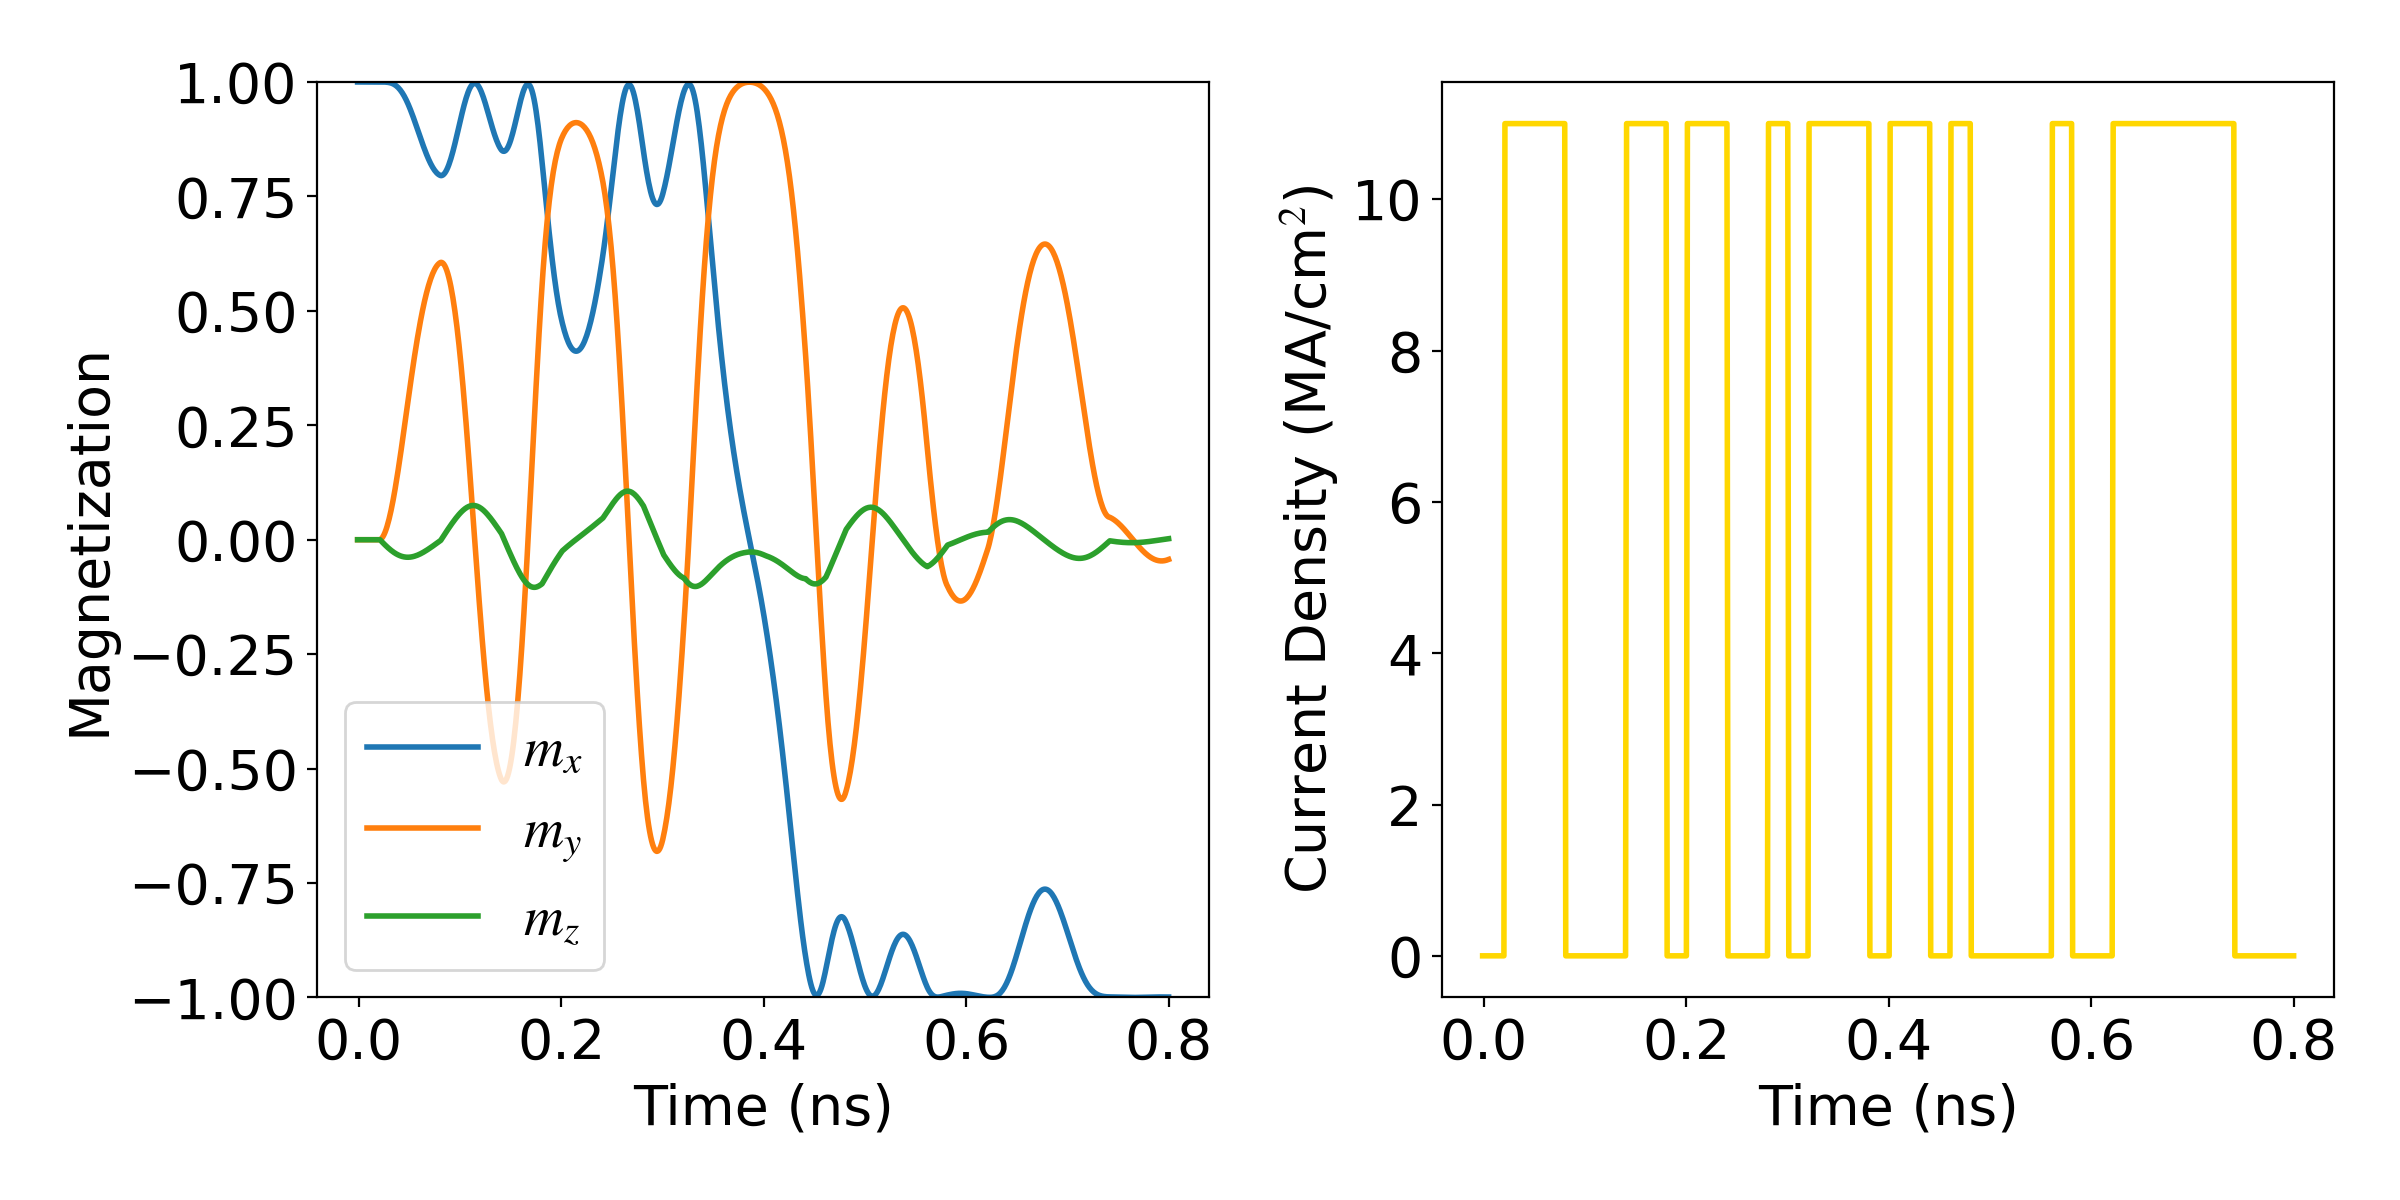 Magnetization
1.00
0.75
0.50
0.25
0.00
−0.25
−0.50
−0.75
−1.00
m_x
m_y
m_z
0.0 0.2 0.4 0.6 0.8
Time (ns)
Current Density (MA/cm²)
10
8
6
4
2
0
0.0 0.2 0.4 0.6 0.8
Time (ns)